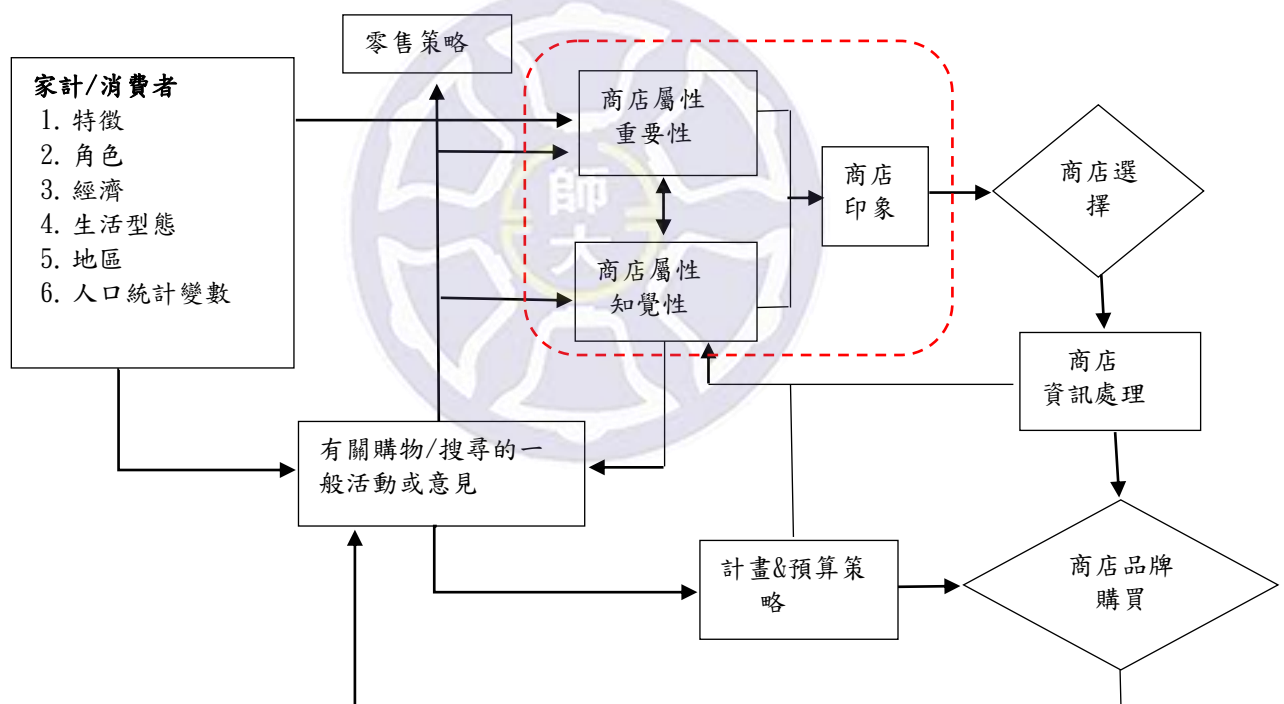 零售策略
家計/消費者
1. 特徵
2. 角色
3. 經濟
4. 生活型態
5. 地區
6. 人口統計變數
商店屬性
重要性
商店
印象
商店選
擇
師大
商店屬性
知覺性
商店
資訊處理
有關購物/搜尋的一
般活動或意見
計畫&預算策
略
商店品牌
購買